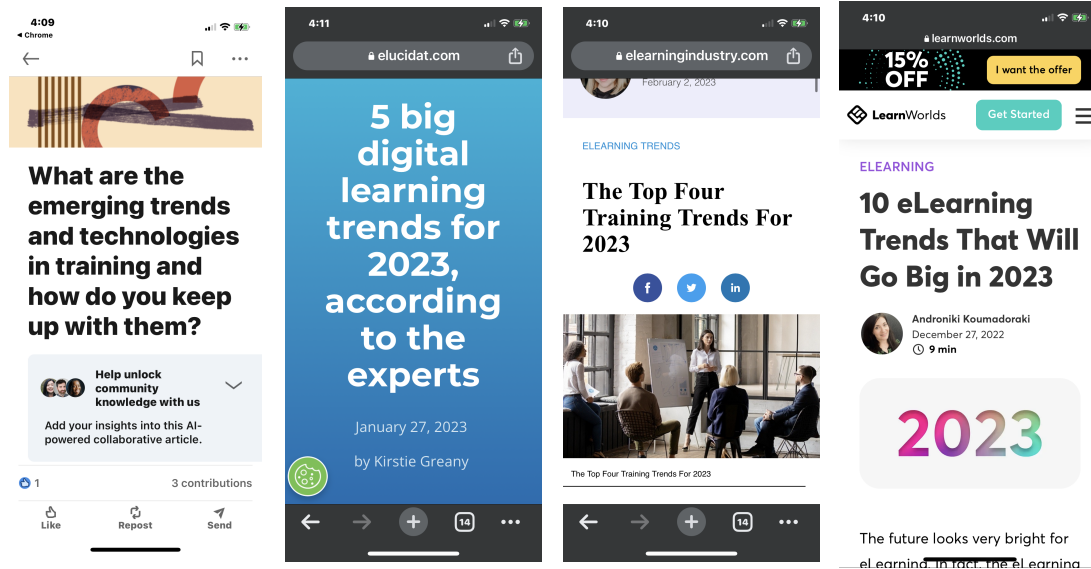 4:09
Chrome
What are the
emerging trends
and technologies
in training and
how do you keep
up with them?
Help unlock
community
knowledge with us
Add your insights into this AI-
powered collaborative article.
1
3 contributions
Like
Repost
Send
4:11
elucidat.com
5 big
digital
learning
trends for
2023,
according
to the
experts
January 27, 2023
by Kirstie Greany
14
4:10
elearningindustry.com
February 2, 2023
ELEARNING TRENDS
The Top Four
Training Trends For
2023
The Top Four Training Trends For 2023
14
4:10
learnworlds.com
15%
OFF
I want the offer
LearnWorlds
Get Started
ELEARNING
10 eLearning
Trends That Will
Go Big in 2023
Androniki Koumadoraki
December 27, 2022
9 min
2023
The future looks very bright for
eLearning. In fact, the eLearning